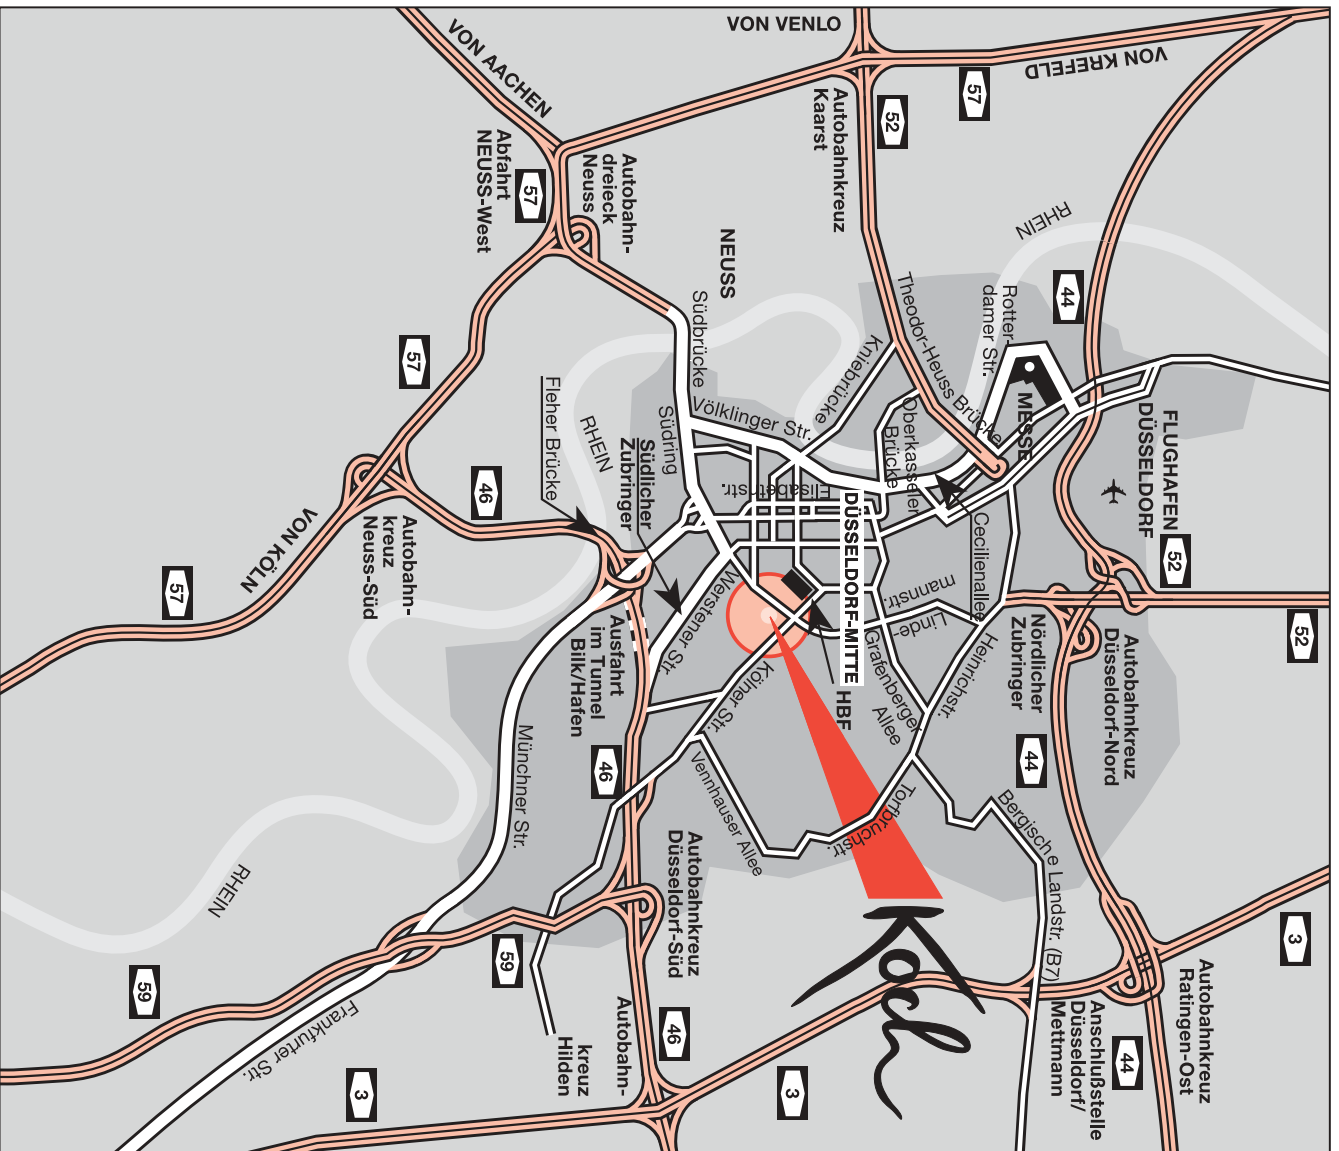 VON KREFELD
57
VON VENLO
52
Autobahnkreuz
Kaarst
VON AACHEN
Autobahn-
dreieck
Neuss
57
Abfahrt
NEUSS-West
NEUSS
RHEIN
44
Rotter-
damer Str.
MESSE
FLUGHAFEN
DÜSSELDORF
52
52
Theodor-Heuss Brücke
Kniebrücke
Oberkasseler
Brücke
Cecilienallee
Südbrücke
Völklinger Str.
Südring
Südlicher
Zubringer
Elisabethstr.
DÜSSELDORF-MITTE
57
Fleher Brücke
RHEIN
46
Autobahn-
kreuz
Neuss-Süd
VON KÖLN
57
Nördlicher
Zubringer
Autobahnkreuz
Düsseldorf-Nord
44
Linde-
mannstr.
Heinrichstr.
Grafenberger
Allee
HBF
Werstener Str.
Kölner Str.
Ausfahrt
im Tunnel
Bilk/Hafen
46
Münchner Str.
Vennhauser Allee
Torfbruchstr.
Bergische Landstr. (B7)
Autobahnkreuz
Düsseldorf-Süd
RHEIN
59
59
Frankfurter Str.
Koch
3
Autobahnkreuz
Ratingen-Ost
44
Anschlußstelle
Düsseldorf/
Mettmann
46
Autobahn-
kreuz
Hilden
3
3